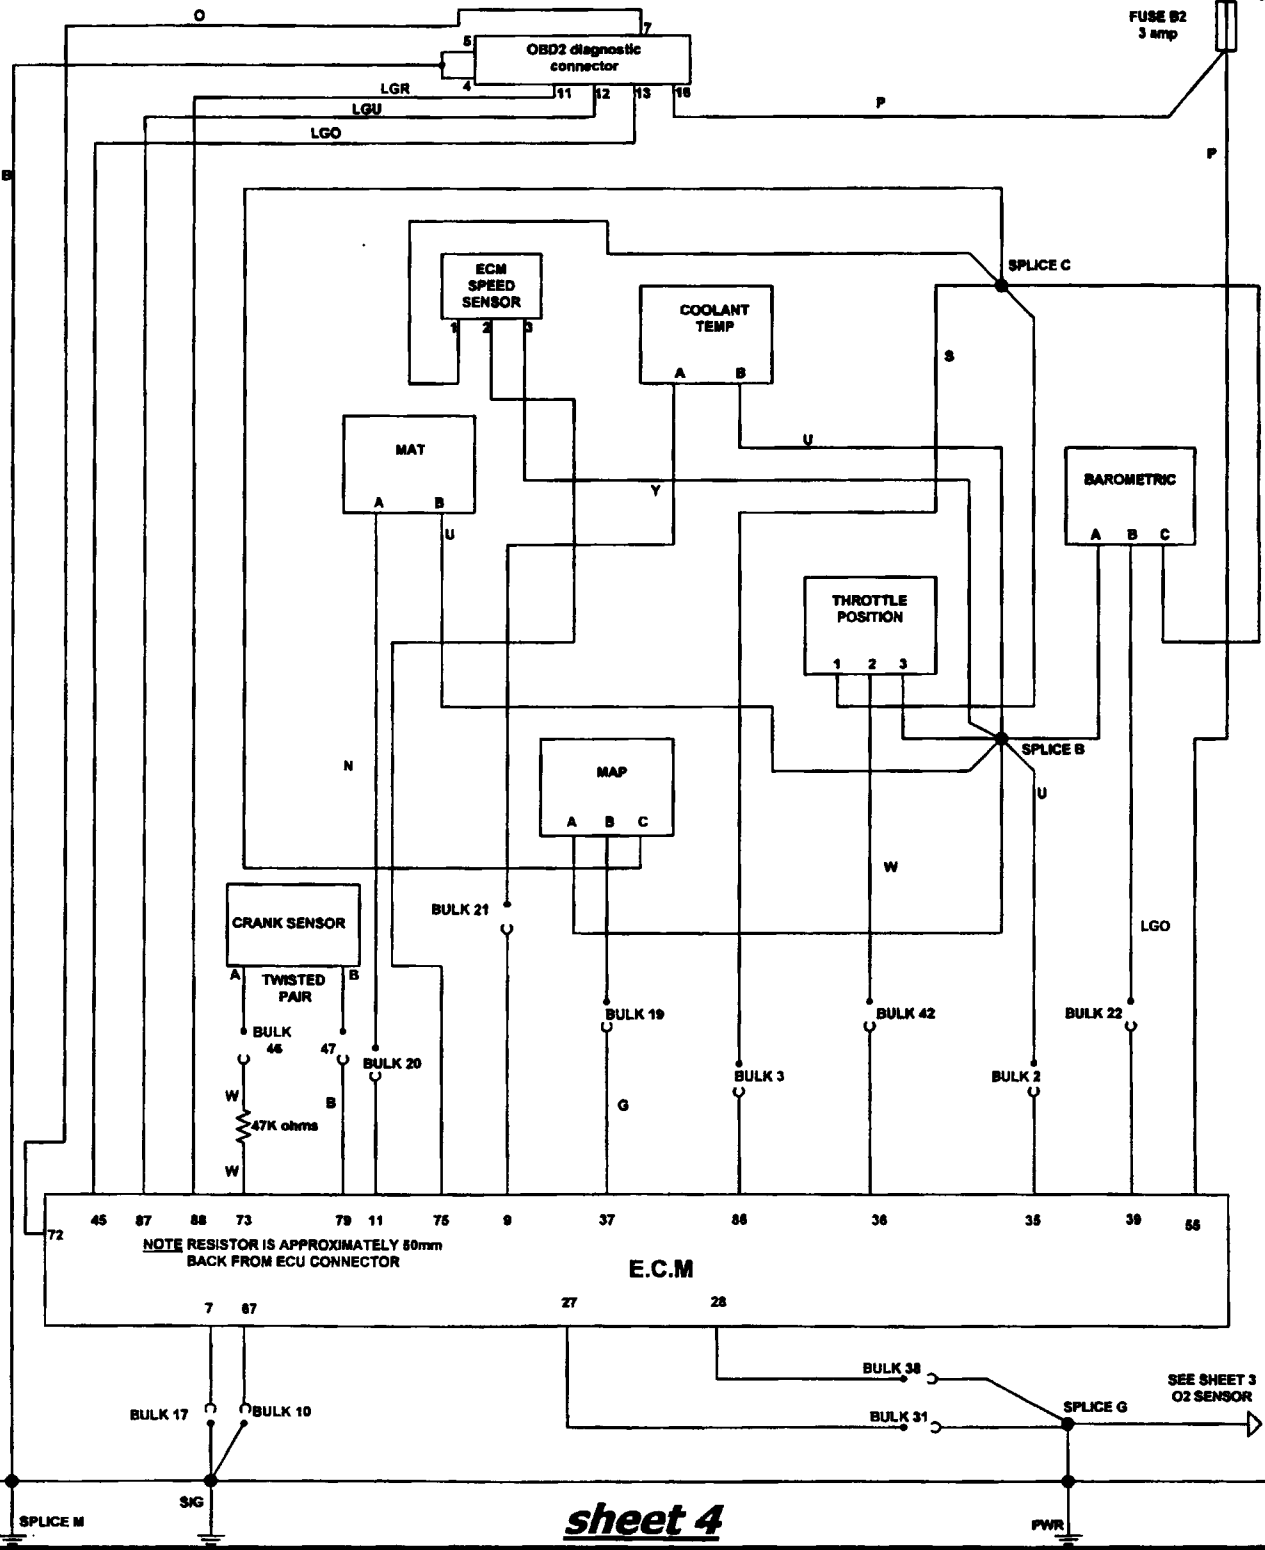 O
7
FUSE B2
3 amp
5
OBD2 diagnostic
connector
4
LGR
11
12
13
16
LGU
P
LGO
P
B
SPLICE C
ECM
SPEED
SENSOR
1
2
3
COOLANT
TEMP
A
B
S
U
MAT
A
B
U
Y
BAROMETRIC
A
B
C
THROTTLE
POSITION
1
2
3
SPLICE B
N
MAP
A
B
C
U
W
BULK 21
CRANK SENSOR
A
B
TWISTED
PAIR
LGO
BULK
46
47
BULK 20
BULK 19
BULK 42
BULK 22
BULK 3
BULK 2
W
B
G
47K ohms
W
72
45
87
88
73
79
11
75
9
37
86
36
35
39
55
NOTE RESISTOR IS APPROXIMATELY 50mm
BACK FROM ECU CONNECTOR
E.C.M
7
67
27
28
BULK 38
SEE SHEET 3
O2 SENSOR
BULK 17
BULK 10
BULK 31
SPLICE G
SIG
SPLICE M
sheet 4
PWR